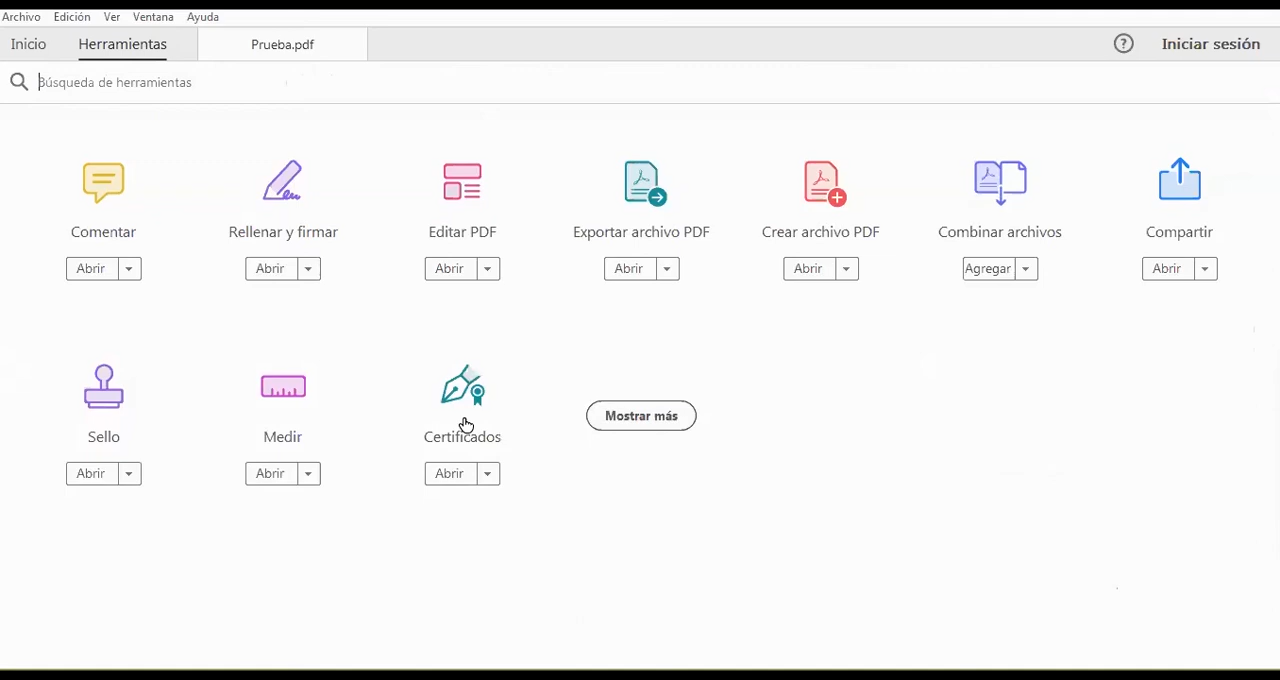 Archivo Edición Ver Ventana Ayuda
Inicio Herramientas Prueba.pdf Iniciar sesión
Búsqueda de herramientas
Comentar Rellenar y firmar Editar PDF Exportar archivo PDF Crear archivo PDF Combinar archivos Compartir
Abrir Abrir Abrir Abrir Abrir Agregar Abrir
Mostrar más
Sello Medir Certificados
Abrir Abrir Abrir